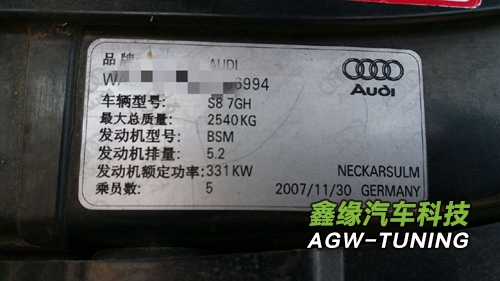 品牌 AUDI
WA 6994
车辆型号: S8 7GH
最大总质量: 2540KG
发动机型号: BSM
发动机排量: 5.2
发动机额定功率: 331KW NECKARSULM
乘员数: 5 2007/11/30 GERMANY
Audi
鑫缘汽车科技
AGW-TUNING